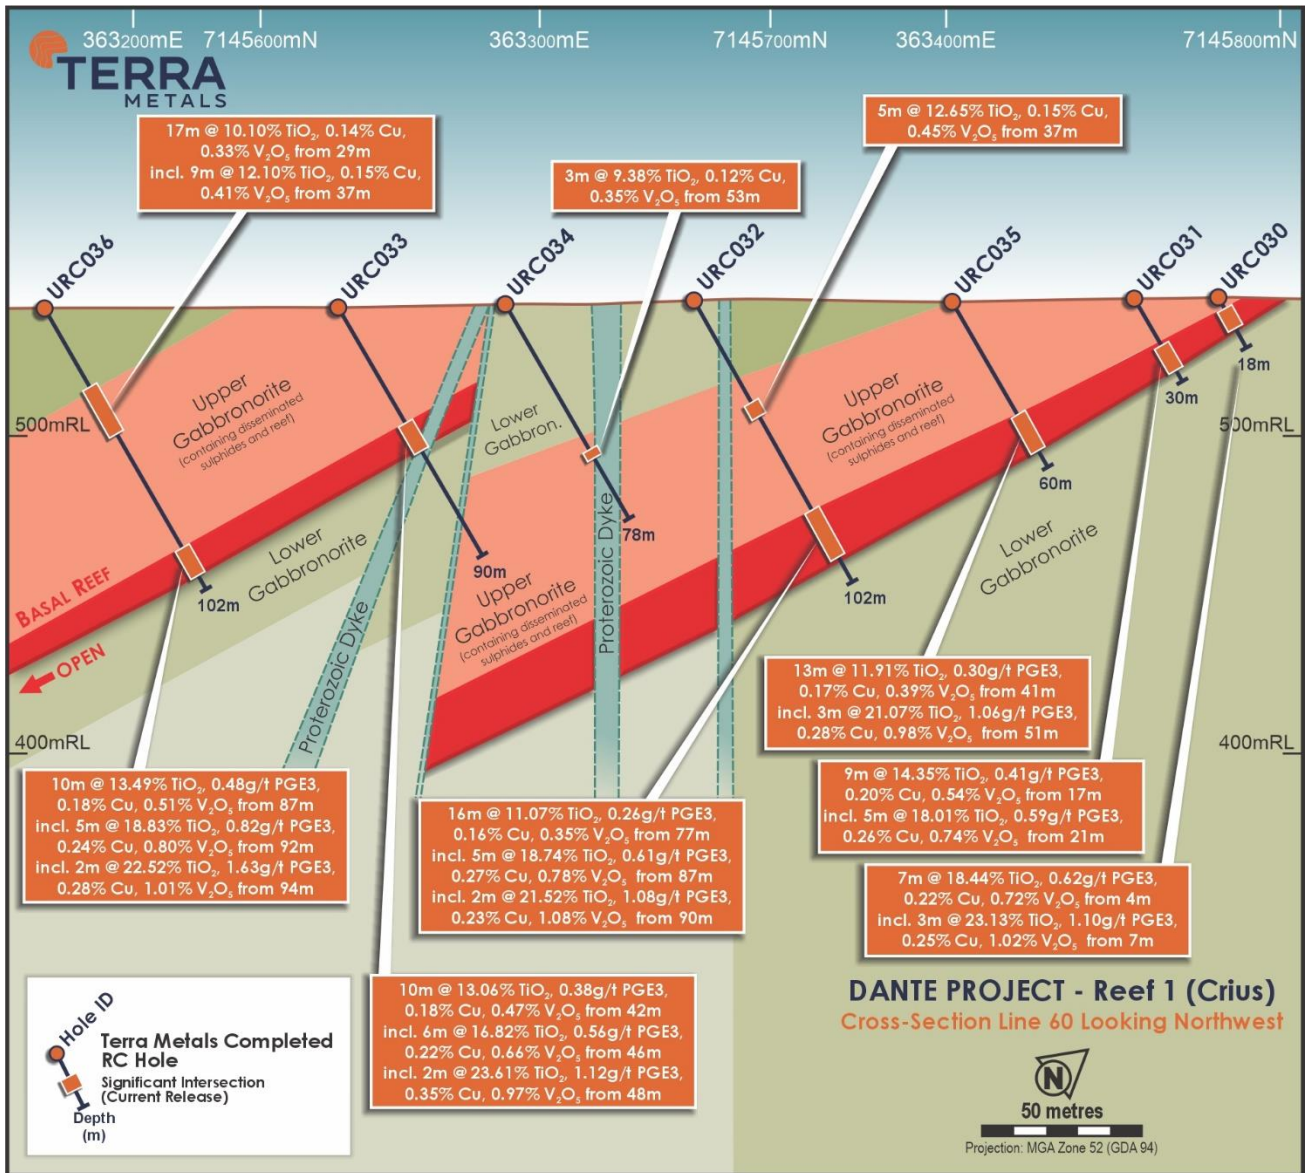 363200mE 7145600mN 363300mE 7145700mN 363400mE 7145800mN
TERRA
METALS
17m @ 10.10% TiO₂, 0.14% Cu,
0.33% V₂O₅ from 29m
incl. 9m @ 12.10% TiO₂, 0.15% Cu,
0.41% V₂O₅ from 37m
3m @ 9.38% TiO₂, 0.12% Cu,
0.35% V₂O₅ from 53m
5m @ 12.65% TiO₂, 0.15% Cu,
0.45% V₂O₅ from 37m
URC036
URC033
URC034
URC032
URC035
URC031
URC030
18m
30m
60m
102m
78m
90m
102m
500mRL
500mRL
400mRL
400mRL
Upper
Gabbronorite
(containing disseminated
sulphides and reef)
Lower
Gabbron.
Upper
Gabbronorite
(containing disseminated
sulphides and reef)
Upper
Gabbronorite
(containing disseminated
sulphides and reef)
Lower
Gabbronorite
Lower
Gabbronorite
Proterozoic Dyke
Proterozoic Dyke
BASAL REEF
OPEN
10m @ 13.49% TiO₂, 0.48g/t PGE3,
0.18% Cu, 0.51% V₂O₅ from 87m
incl. 5m @ 18.83% TiO₂, 0.82g/t PGE3,
0.24% Cu, 0.80% V₂O₅ from 92m
incl. 2m @ 22.52% TiO₂, 1.63g/t PGE3,
0.28% Cu, 1.01% V₂O₅ from 94m
16m @ 11.07% TiO₂, 0.26g/t PGE3,
0.16% Cu, 0.35% V₂O₅ from 77m
incl. 5m @ 18.74% TiO₂, 0.61g/t PGE3,
0.27% Cu, 0.78% V₂O₅ from 87m
incl. 2m @ 21.52% TiO₂, 1.08g/t PGE3,
0.23% Cu, 1.08% V₂O₅ from 90m
13m @ 11.91% TiO₂, 0.30g/t PGE3,
0.17% Cu, 0.39% V₂O₅ from 41m
incl. 3m @ 21.07% TiO₂, 1.06g/t PGE3,
0.28% Cu, 0.98% V₂O₅ from 51m
9m @ 14.35% TiO₂, 0.41g/t PGE3,
0.20% Cu, 0.54% V₂O₅ from 17m
incl. 5m @ 18.01% TiO₂, 0.59g/t PGE3,
0.26% Cu, 0.74% V₂O₅ from 21m
7m @ 18.44% TiO₂, 0.62g/t PGE3,
0.22% Cu, 0.72% V₂O₅ from 4m
incl. 3m @ 23.13% TiO₂, 1.10g/t PGE3,
0.25% Cu, 1.02% V₂O₅ from 7m
10m @ 13.06% TiO₂, 0.38g/t PGE3,
0.18% Cu, 0.47% V₂O₅ from 42m
incl. 6m @ 16.82% TiO₂, 0.56g/t PGE3,
0.22% Cu, 0.66% V₂O₅ from 46m
incl. 2m @ 23.61% TiO₂, 1.12g/t PGE3,
0.35% Cu, 0.97% V₂O₅ from 48m
Hole ID
Terra Metals Completed
RC Hole
Significant Intersection
(Current Release)
Depth
(m)
DANTE PROJECT - Reef 1 (Crius)
Cross-Section Line 60 Looking Northwest
N
50 metres
Projection: MGA Zone 52 (GDA 94)